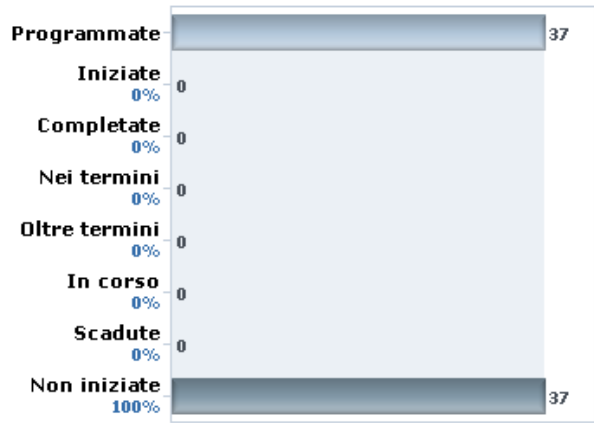 Programmate 37
Iniziate
0% 0
Completate
0% 0
Nei termini
0% 0
Oltre termini
0% 0
In corso
0% 0
Scadute
0% 0
Non iniziate
100% 37